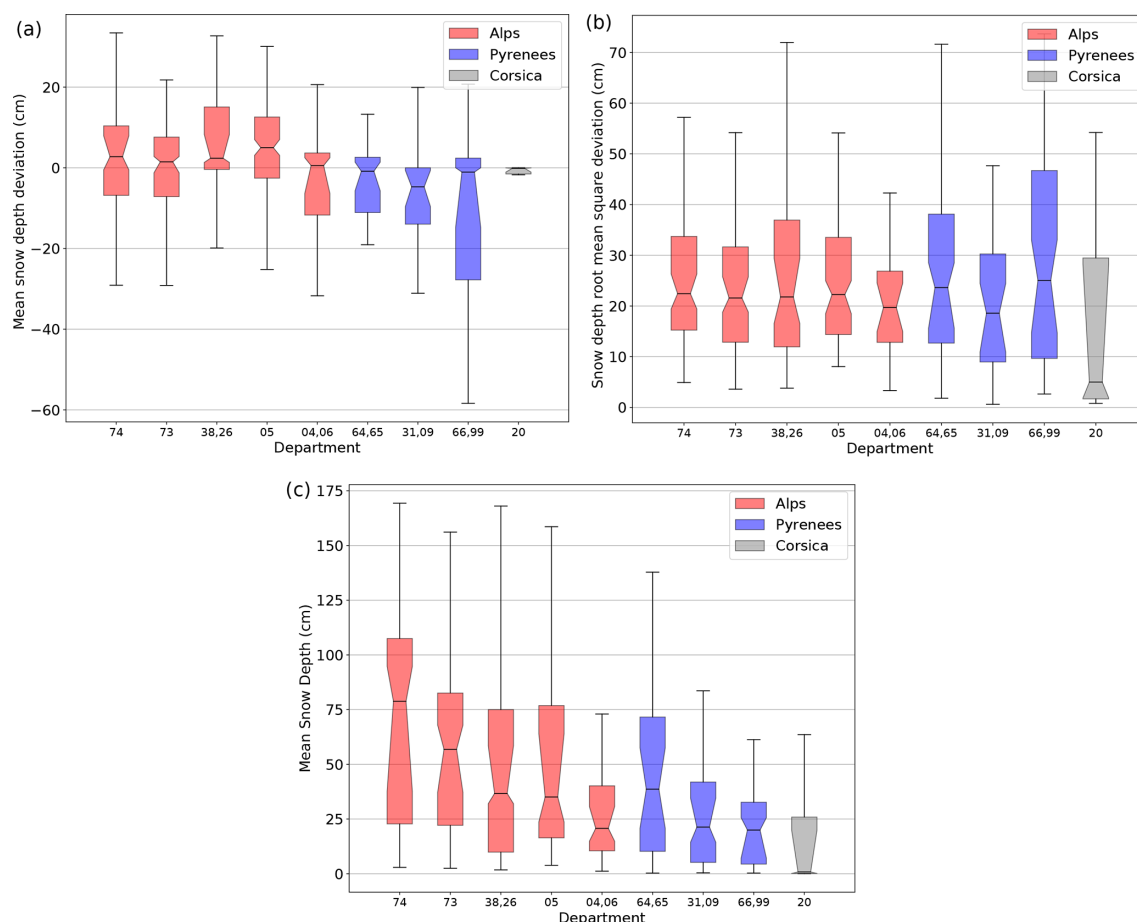 (a)
Mean snow depth deviation (cm)
20
0
−20
−40
−60
Alps
Pyrenees
Corsica
74 73 38,26 05 04,06 64,65 31,09 66,99 20
Department
(b)
Snow depth root mean square deviation (cm)
70
60
50
40
30
20
10
0
Alps
Pyrenees
Corsica
74 73 38,26 05 04,06 64,65 31,09 66,99 20
Department
(c)
Mean Snow Depth (cm)
175
150
125
100
75
50
25
0
Alps
Pyrenees
Corsica
74 73 38,26 05 04,06 64,65 31,09 66,99 20
Department